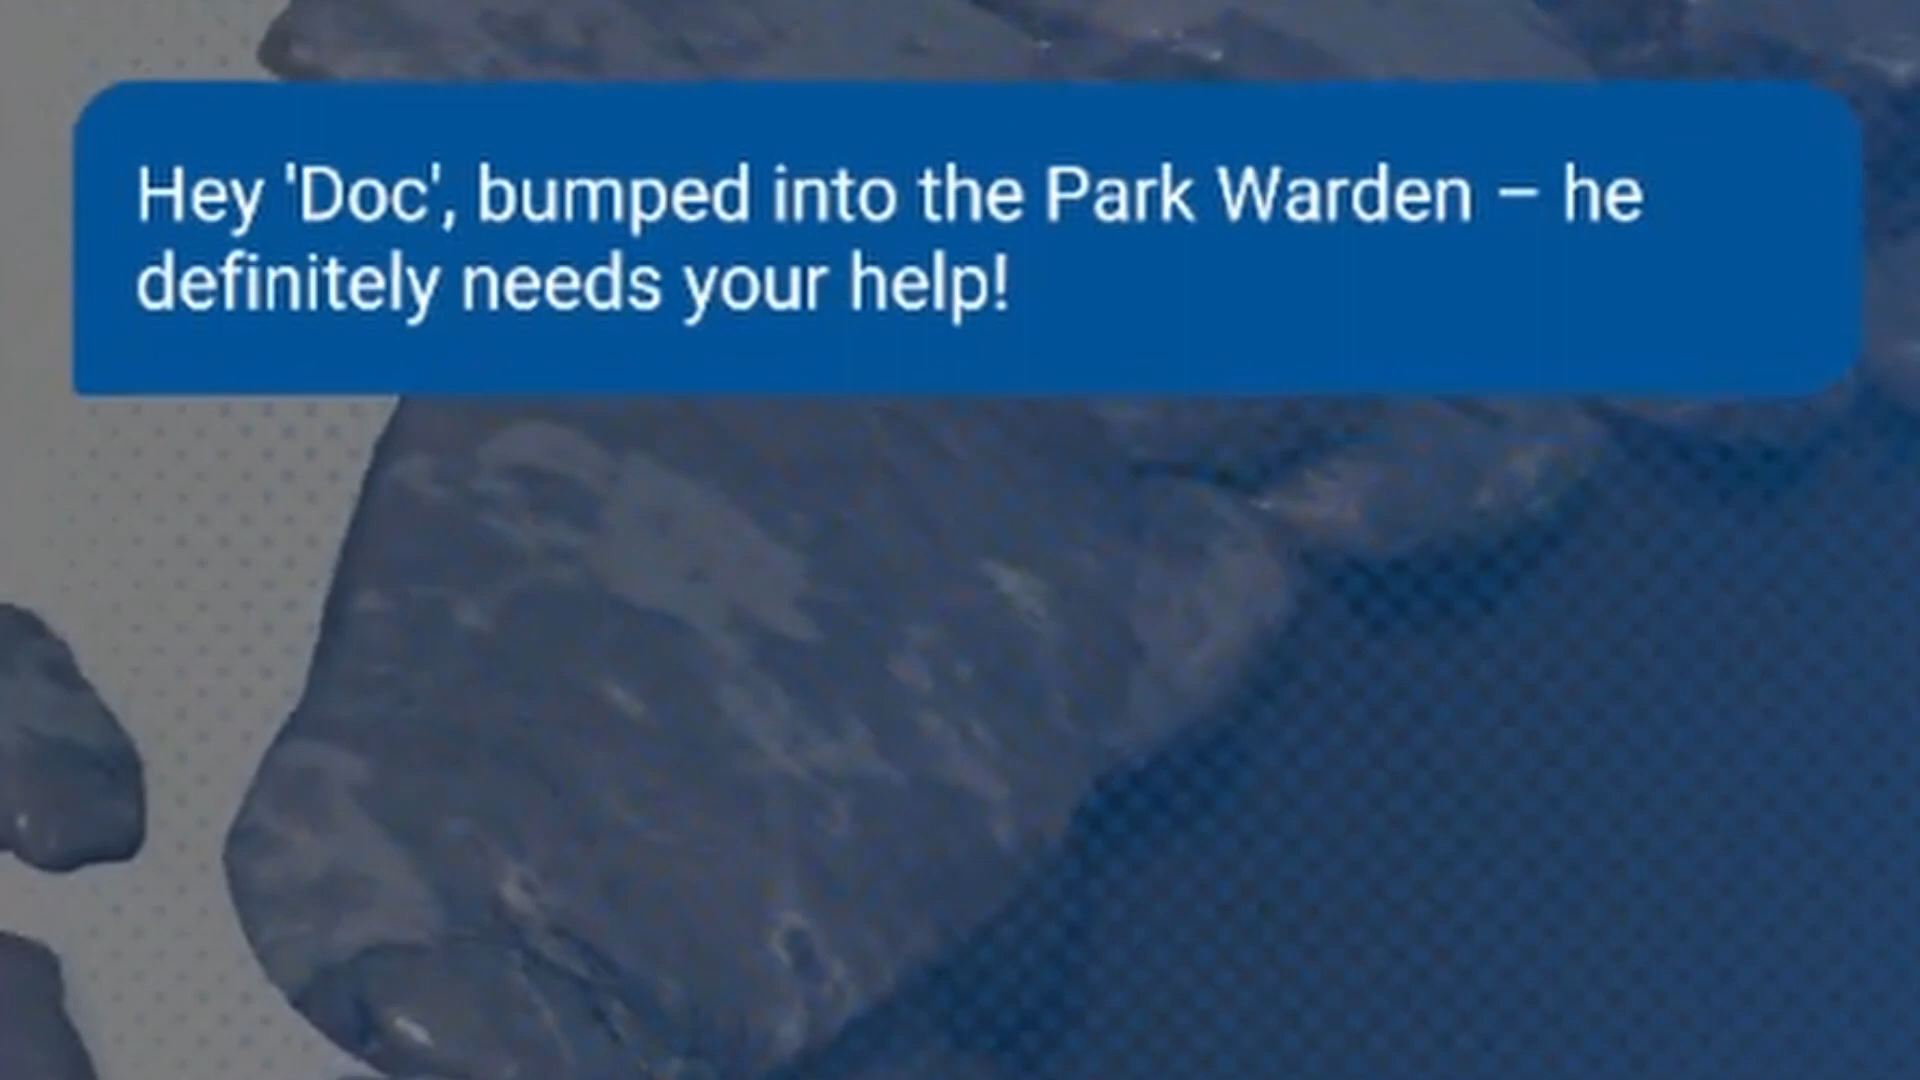 Hey 'Doc', bumped into the Park Warden – he
definitely needs your help!